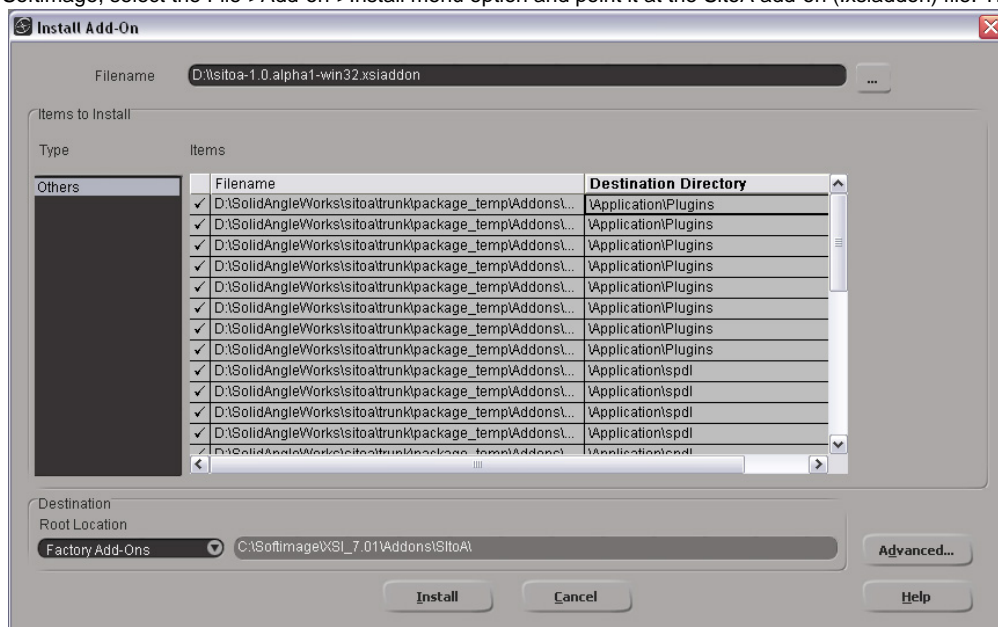 Softimage, select the File > Add-on > Install menu option and point it at the SItoA add-on (.xsiaddon) file.
Install Add-On
Filename D:\\sitoa-1.0.alpha1-win32.xsiaddon ...
Items to Install
Type Items
Others
Filename Destination Directory
D:\SolidAngleWorks\sitoa\trunk\package_temp\Addons\... \Application\Plugins
D:\SolidAngleWorks\sitoa\trunk\package_temp\Addons\... \Application\Plugins
D:\SolidAngleWorks\sitoa\trunk\package_temp\Addons\... \Application\Plugins
D:\SolidAngleWorks\sitoa\trunk\package_temp\Addons\... \Application\Plugins
D:\SolidAngleWorks\sitoa\trunk\package_temp\Addons\... \Application\Plugins
D:\SolidAngleWorks\sitoa\trunk\package_temp\Addons\... \Application\Plugins
D:\SolidAngleWorks\sitoa\trunk\package_temp\Addons\... \Application\Plugins
D:\SolidAngleWorks\sitoa\trunk\package_temp\Addons\... \Application\Plugins
D:\SolidAngleWorks\sitoa\trunk\package_temp\Addons\... \Application\spdl
D:\SolidAngleWorks\sitoa\trunk\package_temp\Addons\... \Application\spdl
D:\SolidAngleWorks\sitoa\trunk\package_temp\Addons\... \Application\spdl
D:\SolidAngleWorks\sitoa\trunk\package_temp\Addons\... \Application\spdl
Destination
Root Location
Factory Add-Ons C:\Softimage\XSI_7.01\Addons\SItoA\
Advanced...
Install Cancel Help